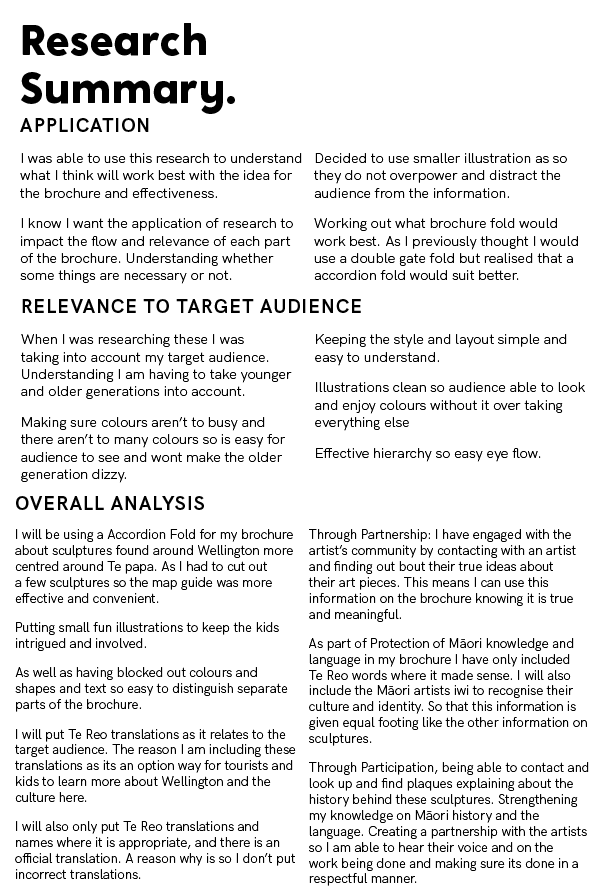 Research
Summary.
APPLICATION
I was able to use this research to understand
what I think will work best with the idea for
the brochure and effectiveness.
I know I want the application of research to
impact the flow and relevance of each part
of the brochure. Understanding whether
some things are necessary or not.
Decided to use smaller illustration as so
they do not overpower and distract the
audience from the information.
Working out what brochure fold would
work best. As I previously thought I would
use a double gate fold but realised that a
accordion fold would suit better.
RELEVANCE TO TARGET AUDIENCE
When I was researching these I was
taking into account my target audience.
Understanding I am having to take younger
and older generations into account.
Making sure colours aren't to busy and
there aren't to many colours so is easy for
audience to see and wont make the older
generation dizzy.
Keeping the style and layout simple and
easy to understand.
Illustrations clean so audience able to look
and enjoy colours without it over taking
everything else
Effective hierarchy so easy eye flow.
OVERALL ANALYSIS
I will be using a Accordion Fold for my brochure
about sculptures found around Wellington more
centred around Te papa. As I had to cut out
a few sculptures so the map guide was more
effective and convenient.
Putting small fun illustrations to keep the kids
intrigued and involved.
As well as having blocked out colours and
shapes and text so easy to distinguish separate
parts of the brochure.
I will put Te Reo translations as it relates to the
target audience. The reason I am including these
translations as its an option way for tourists and
kids to learn more about Wellington and the
culture here.
I will also only put Te Reo translations and
names where it is appropriate, and there is an
official translation. A reason why is so I don't put
incorrect translations.
Through Partnership: I have engaged with the
artist's community by contacting with an artist
and finding out bout their true ideas about
their art pieces. This means I can use this
information on the brochure knowing it is true
and meaningful.
As part of Protection of Māori knowledge and
language in my brochure I have only included
Te Reo words where it made sense. I will also
include the Māori artists iwi to recognise their
culture and identity. So that this information is
given equal footing like the other information on
sculptures.
Through Participation, being able to contact and
look up and find plaques explaining about the
history behind these sculptures. Strengthening
my knowledge on Māori history and the
language. Creating a partnership with the artists
so I am able to hear their voice and on the
work being done and making sure its done in a
respectful manner.